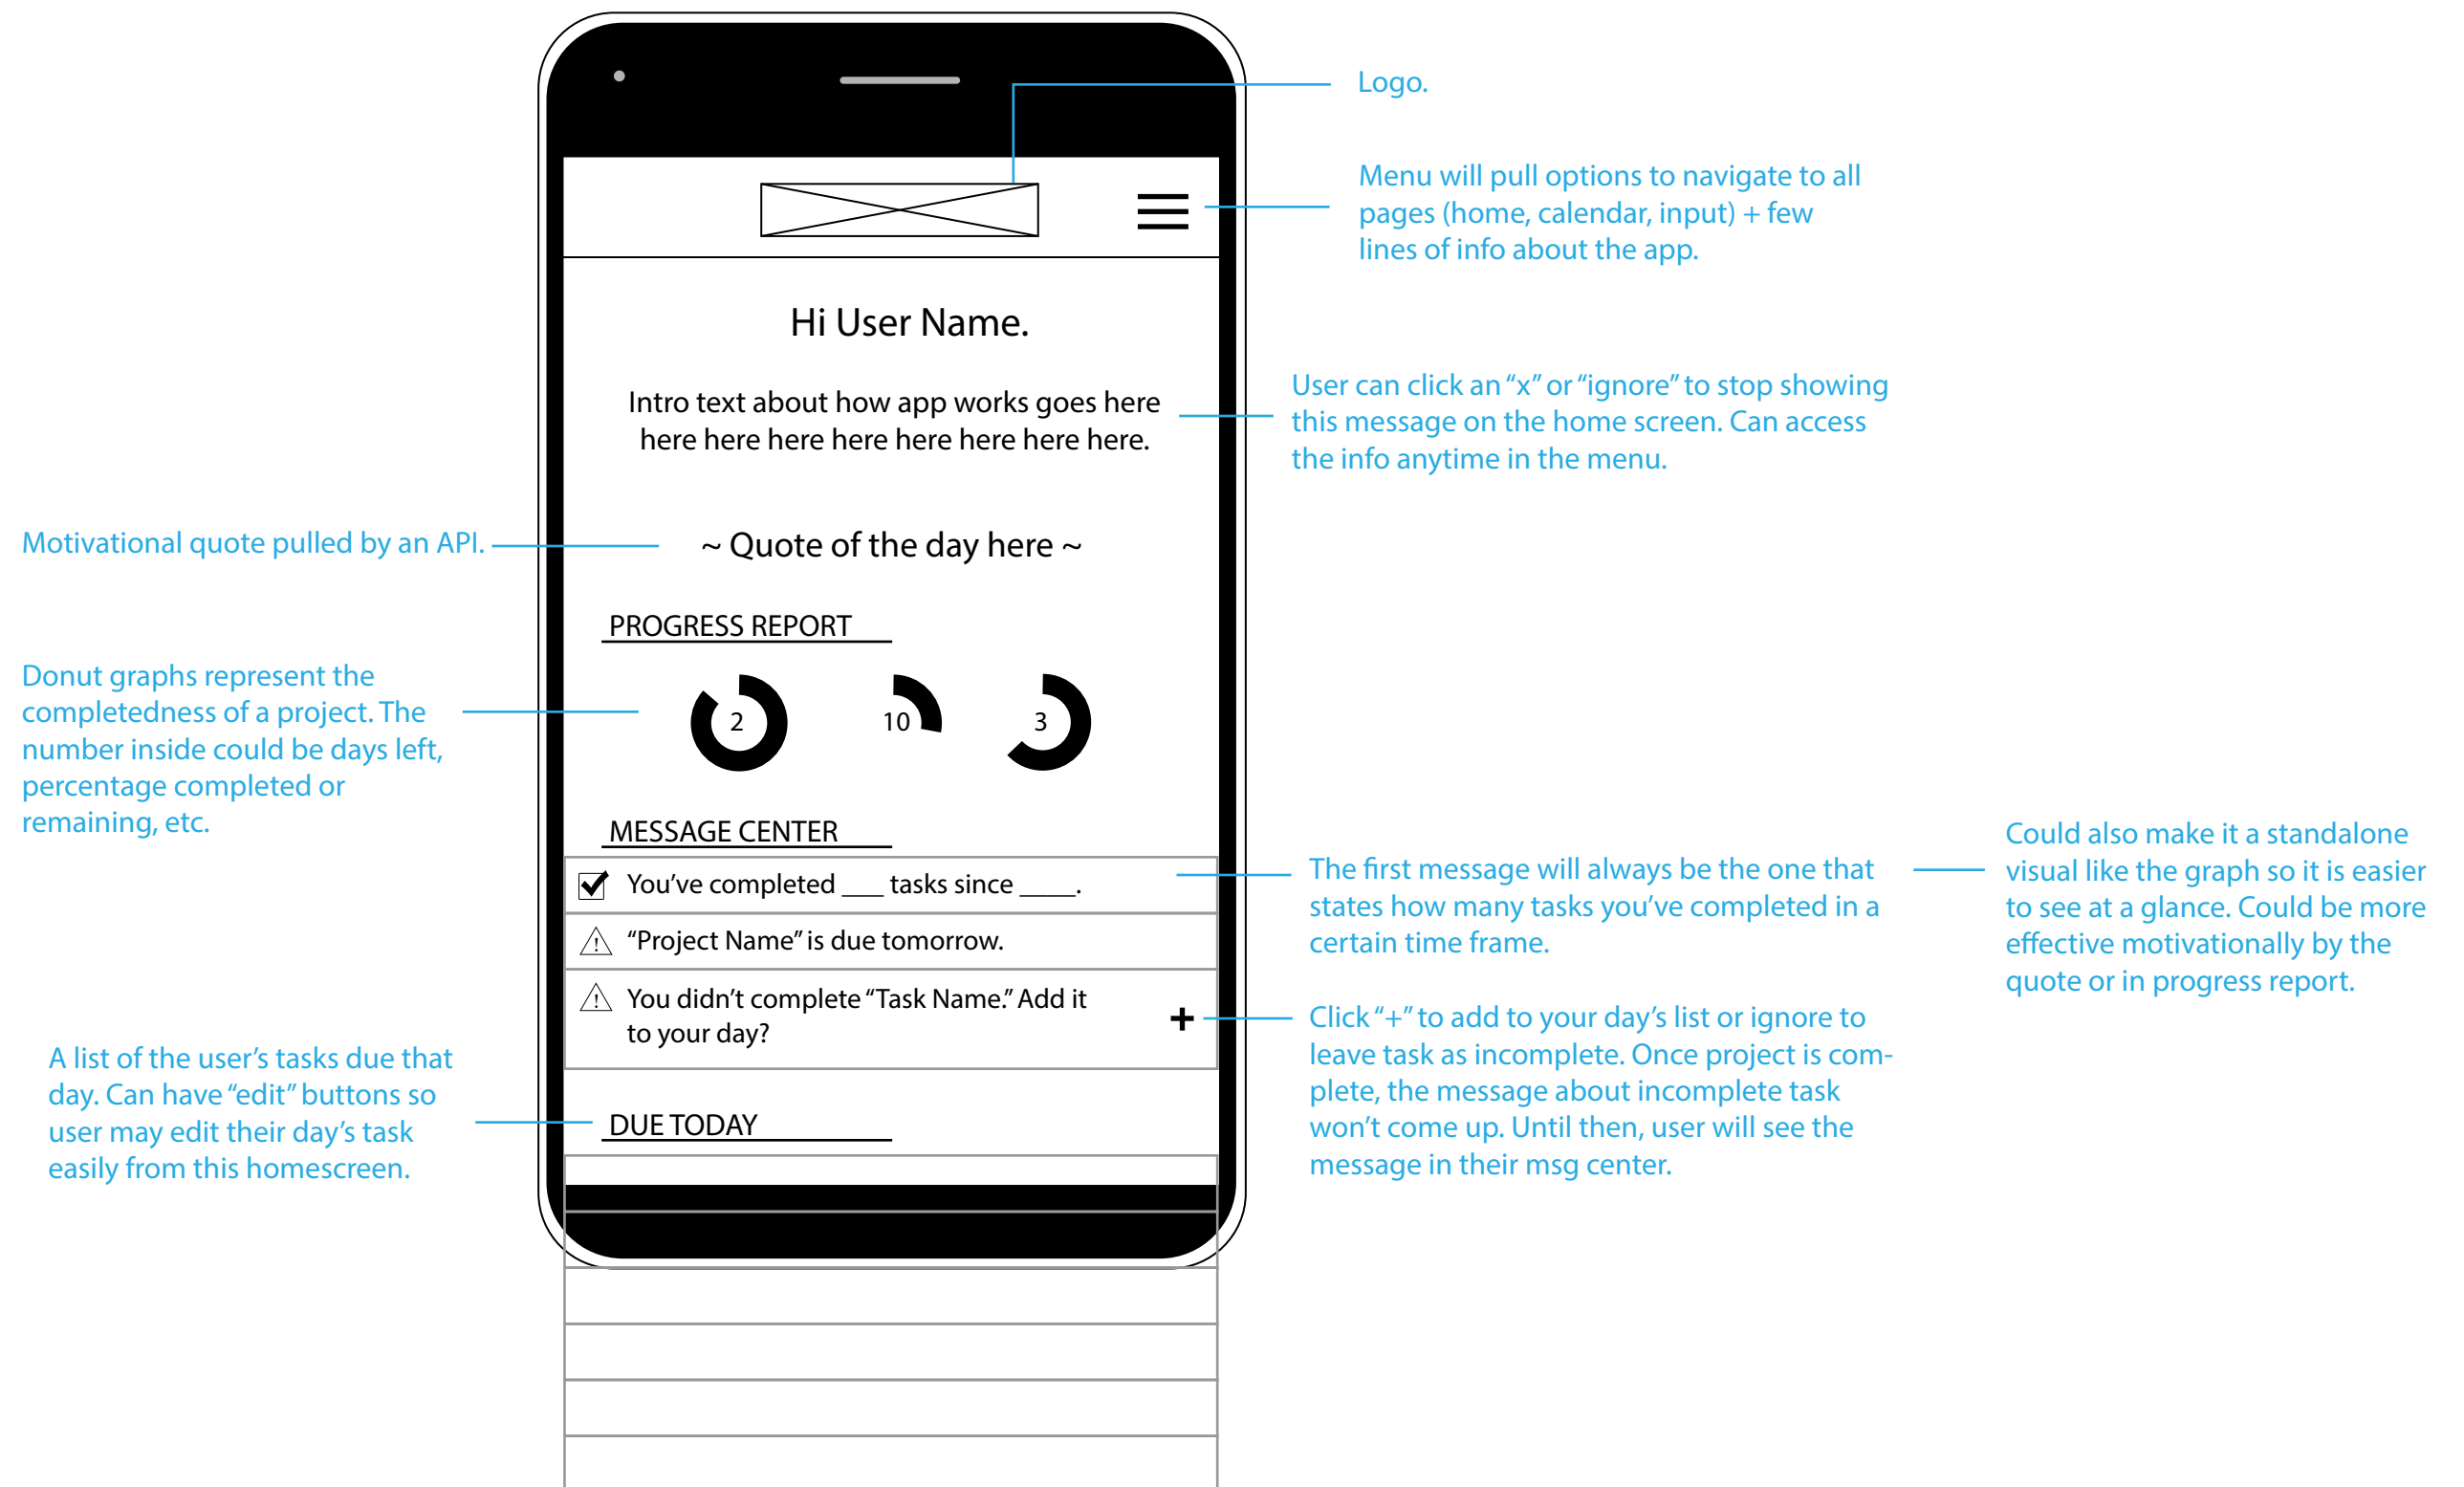 Logo.
Menu will pull options to navigate to all
pages (home, calendar, input) + few
lines of info about the app.
Hi User Name.
Intro text about how app works goes here
here here here here here here here here.
User can click an “x” or “ignore” to stop showing
this message on the home screen. Can access
the info anytime in the menu.
Motivational quote pulled by an API.
~ Quote of the day here ~
PROGRESS REPORT
Donut graphs represent the
completedness of a project. The
number inside could be days left,
percentage completed or
remaining, etc.
2
10
3
MESSAGE CENTER
You’ve completed ___ tasks since ____.
! “Project Name” is due tomorrow.
! You didn’t complete “Task Name.” Add it
to your day?
+
The first message will always be the one that
states how many tasks you’ve completed in a
certain time frame.
Could also make it a standalone
visual like the graph so it is easier
to see at a glance. Could be more
effective motivationally by the
quote or in progress report.
Click “+” to add to your day’s list or ignore to
leave task as incomplete. Once project is com-
plete, the message about incomplete task
won’t come up. Until then, user will see the
message in their msg center.
A list of the user’s tasks due that
day. Can have “edit” buttons so
user may edit their day’s task
easily from this homescreen.
DUE TODAY